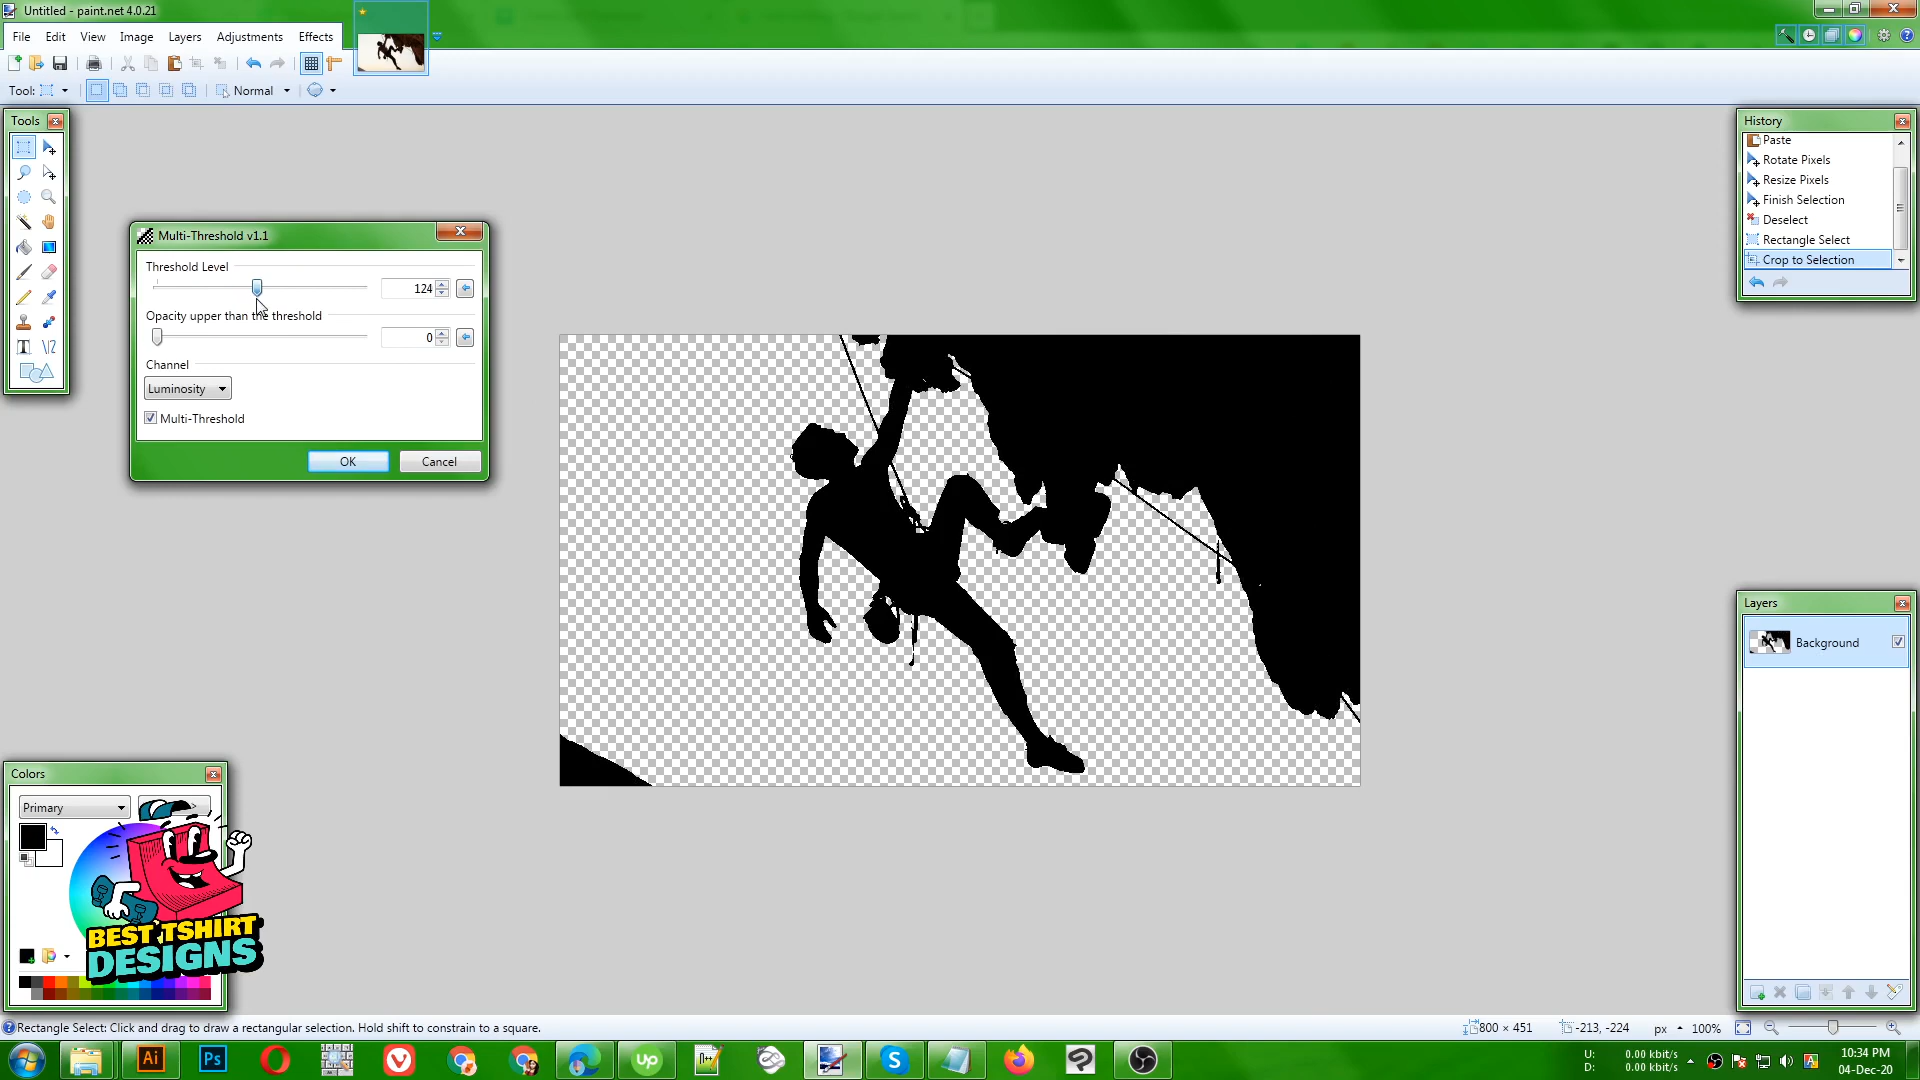 Untitled - paint.net 4.0.21
File Edit View Image Layers Adjustments Effects
Tool: Normal
Tools
History
Paste
Rotate Pixels
Resize Pixels
Finish Selection
Deselect
Rectangle Select
Crop to Selection
Multi-Threshold v1.1
Threshold Level
124
Opacity upper than the threshold
0
Channel
Luminosity
Multi-Threshold
OK Cancel
Layers
Background
Colors
Primary
BEST TSHIRT
DESIGNS
Rectangle Select: Click and drag to draw a rectangular selection. Hold shift to constrain to a square.
800 × 451 -213, -224 px 100%
Ai Ps up
U: 0.00 kbit/s
D: 0.00 kbit/s
10:34 PM
04-Dec-20